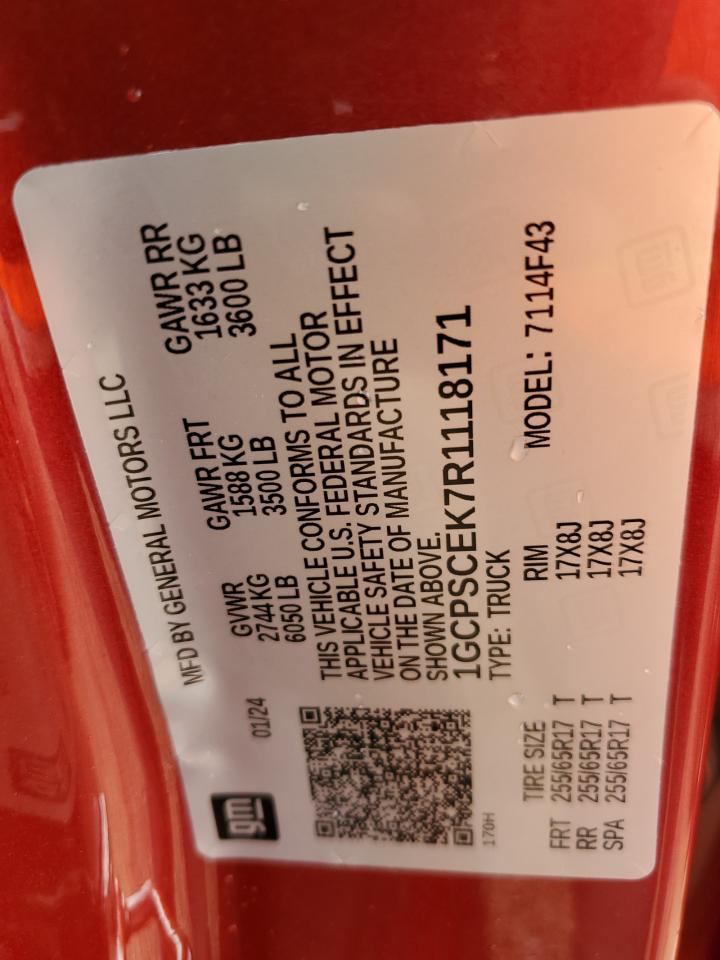 MFD BY GENERAL MOTORS LLC
gm
01/24
GVWR GAWR FRT GAWR RR
2744 KG 1588 KG 1633 KG
6050 LB 3500 LB 3600 LB
THIS VEHICLE CONFORMS TO ALL
APPLICABLE U.S. FEDERAL MOTOR
VEHICLE SAFETY STANDARDS IN EFFECT
ON THE DATE OF MANUFACTURE
SHOWN ABOVE.
1GCPSCEK7R1118171
170H
TYPE: TRUCK
MODEL: 7114F43
TIRE SIZE RIM
FRT 255/65R17 T 17X8J
RR 255/65R17 T 17X8J
SPA 255/65R17 T 17X8J